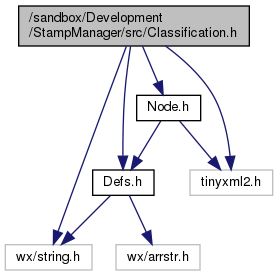 /sandbox/Development
/StampManager/src/Classification.h
Node.h
Defs.h
tinyxml2.h
wx/string.h
wx/arrstr.h